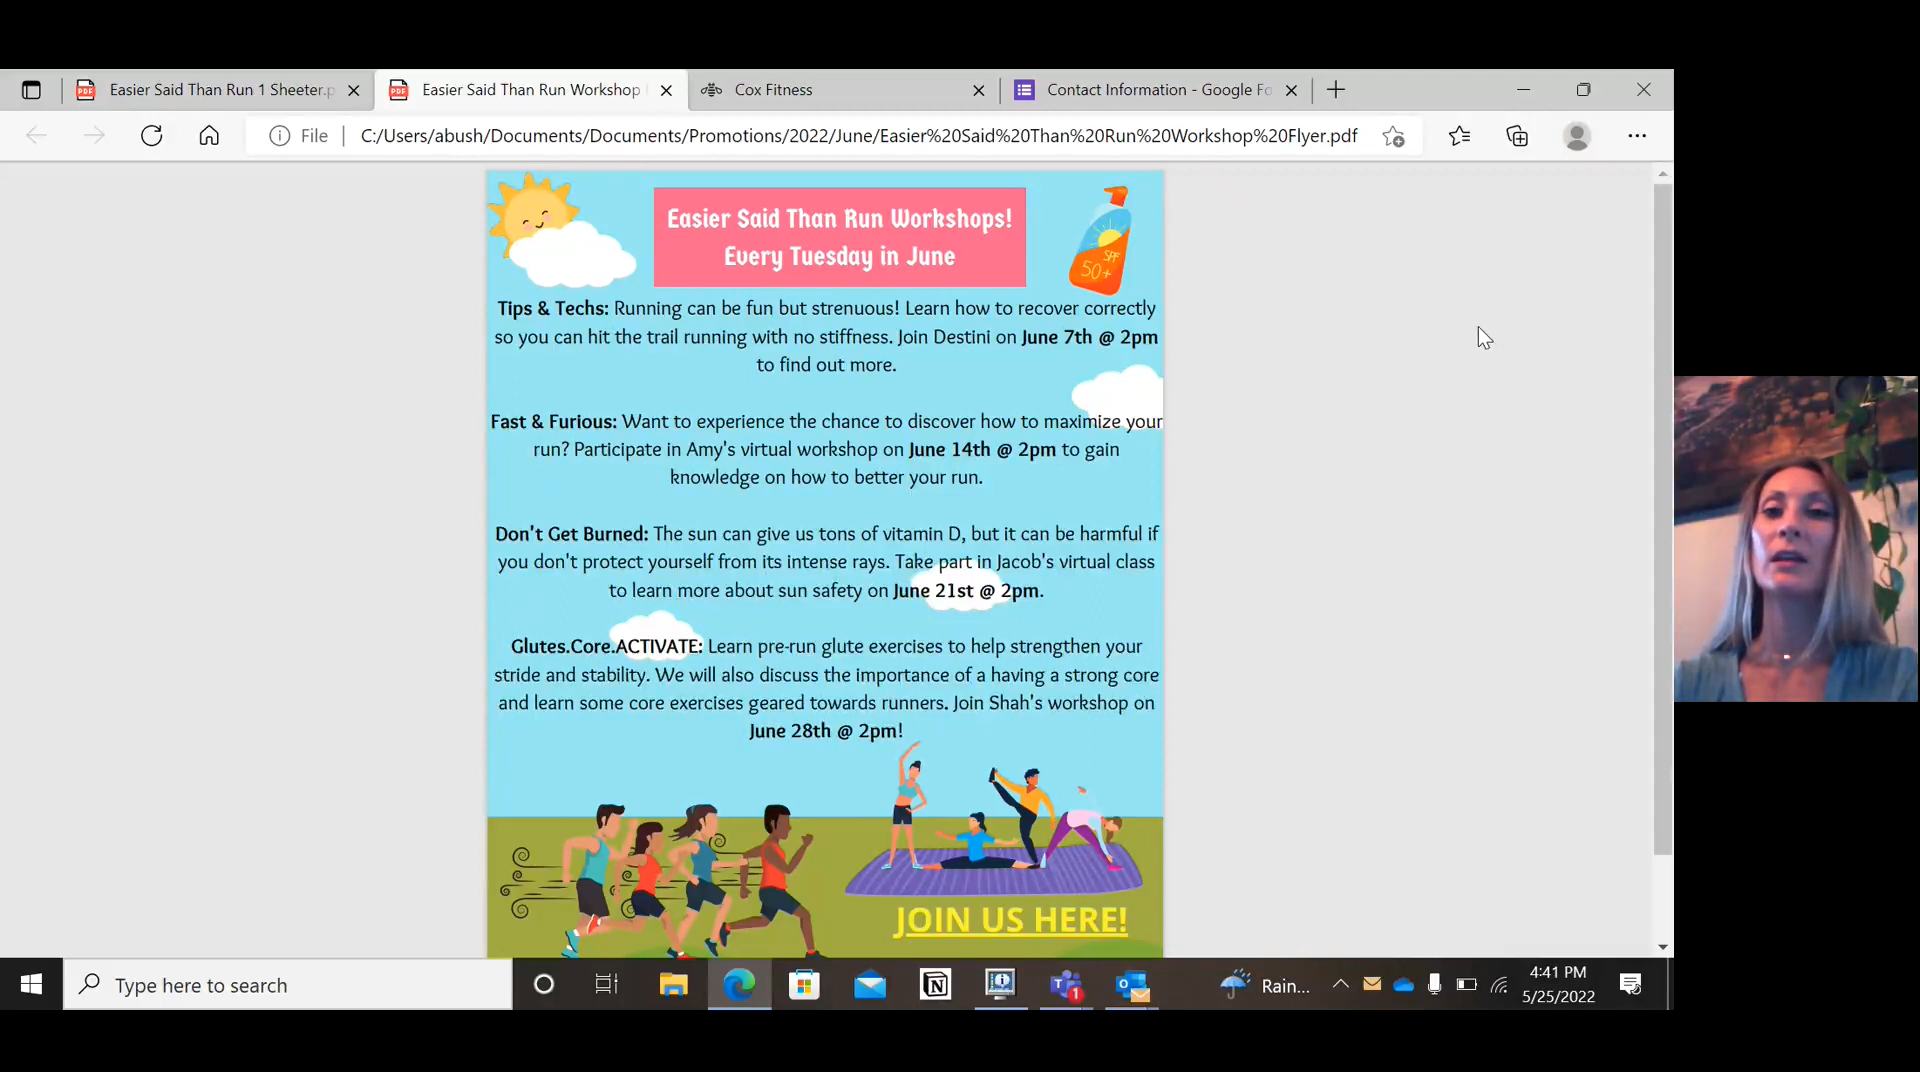 Easier Said Than Run 1 Sheeter.p
Easier Said Than Run Workshop
Cox Fitness
Contact Information - Google Fo
File
C:/Users/abush/Documents/Documents/Promotions/2022/June/Easier%20Said%20Than%20Run%20Workshop%20Flyer.pdf
Easier Said Than Run Workshops!
Every Tuesday in June
SPF
50+
Tips & Techs: Running can be fun but strenuous! Learn how to recover correctly
so you can hit the trail running with no stiffness. Join Destini on June 7th @ 2pm
to find out more.
Fast & Furious: Want to experience the chance to discover how to maximize your
run? Participate in Amy's virtual workshop on June 14th @ 2pm to gain
knowledge on how to better your run.
Don't Get Burned: The sun can give us tons of vitamin D, but it can be harmful if
you don't protect yourself from its intense rays. Take part in Jacob's virtual class
to learn more about sun safety on June 21st @ 2pm.
Glutes.Core.ACTIVATE: Learn pre-run glute exercises to help strengthen your
stride and stability. We will also discuss the importance of a having a strong core
and learn some core exercises geared towards runners. Join Shah's workshop on
June 28th @ 2pm!
JOIN US HERE!
Type here to search
Rain...
4:41 PM
5/25/2022